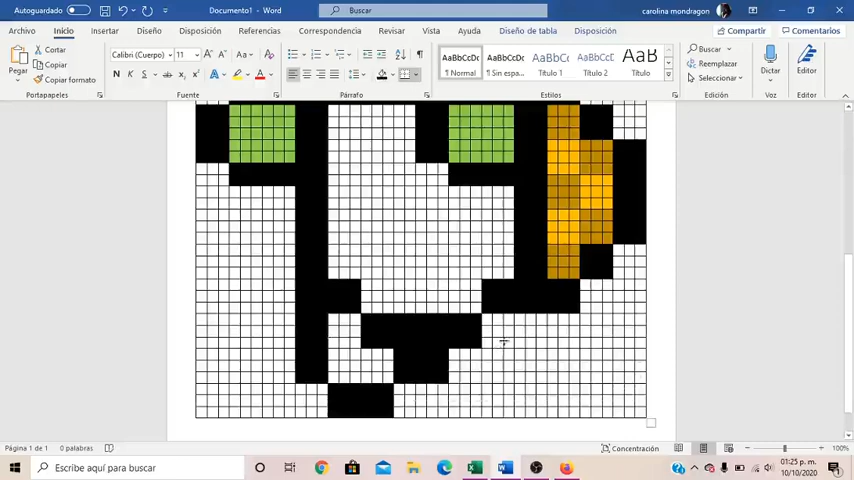 Autoguardado Documento1 - Word Buscar carolina mondragon
Archivo Inicio Insertar Diseño Disposición Referencias Correspondencia Revisar Vista Ayuda Diseño de tabla Disposición Compartir Comentarios
Pegar Cortar Copiar Copiar formato
Calibri (Cuerpo) 11
N K S ab x₂ x² A A
AaBbCcDc AaBbCcDc AaBbCc AaBbCcC AaB
¶ Normal ¶ Sin espa... Título 1 Título 2 Título
Buscar Reemplazar Seleccionar Dictar Editor
Portapapeles Fuente Párrafo Estilos Edición Voz Editor
Página 1 de 1 0 palabras Concentración 100%
Escribe aquí para buscar
01:25 p. m.
10/10/2020